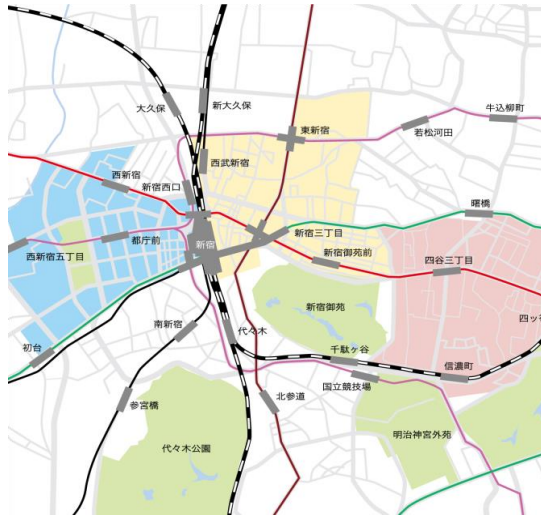 大久保
新大久保
牛込柳町
東新宿
若松河田
西武新宿
西新宿
新宿西口
曙橋
新宿三丁目
都庁前
新宿
西新宿五丁目
新宿御苑前
四谷三丁目
新宿御苑
四ッ
南新宿
代々木
初台
千駄ヶ谷
信濃町
国立競技場
北参道
参宮橋
明治神宮外苑
代々木公園